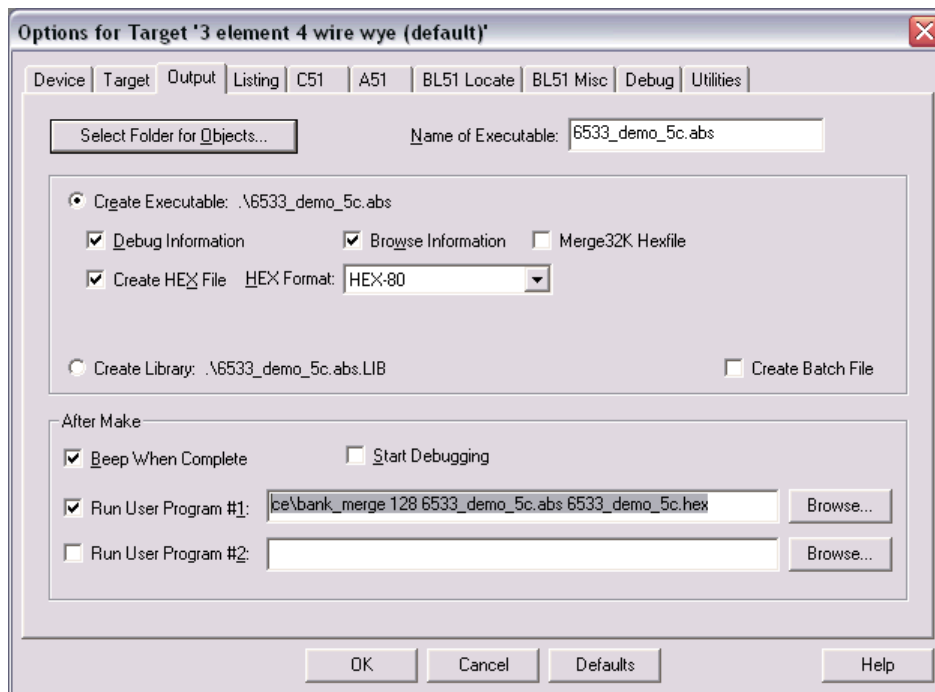 Options for Target '3 element 4 wire wye (default)'
Device Target Output Listing C51 A51 BL51 Locate BL51 Misc Debug Utilities
Select Folder for Objects... Name of Executable: 6533_demo_5c.abs
Create Executable: .\6533_demo_5c.abs
Debug Information Browse Information Merge32K Hexfile
Create HEX File HEX Format: HEX-80
Create Library: .\6533_demo_5c.abs.LIB Create Batch File
After Make
Beep When Complete Start Debugging
Run User Program #1: ce\bank_merge 128 6533_demo_5c.abs 6533_demo_5c.hex Browse...
Run User Program #2: Browse...
OK Cancel Defaults Help